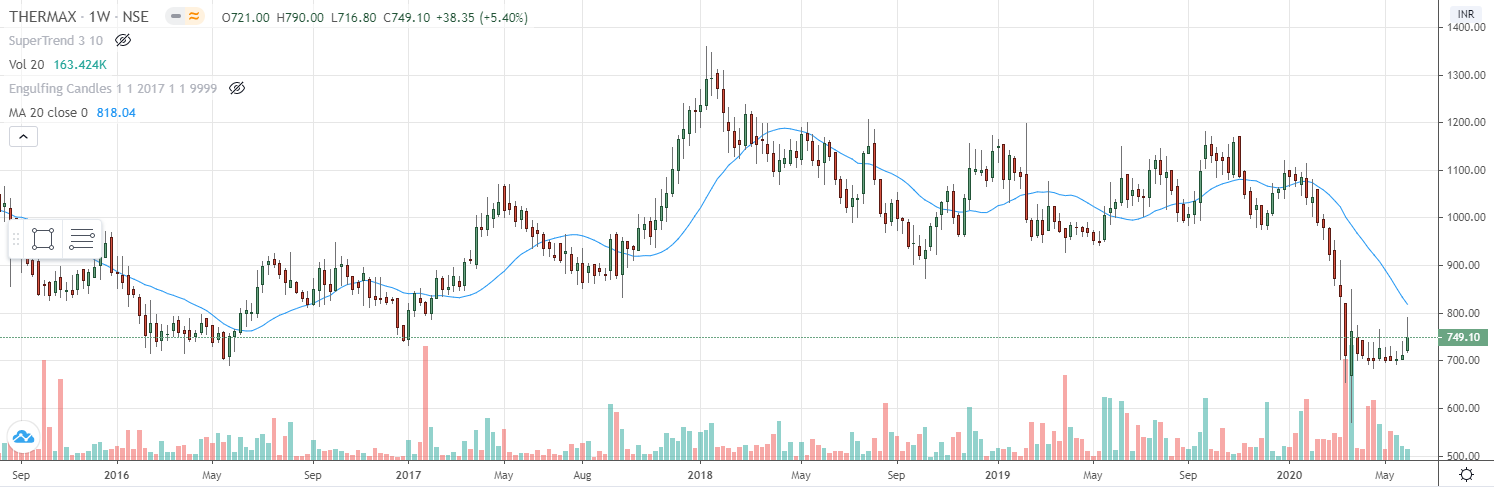 THERMAX · 1W · NSE O721.00 H790.00 L716.80 C749.10 +38.35 (+5.40%)
INR
SuperTrend 3 10
Vol 20 163.424K
Engulfing Candles 1 1 2017 1 1 9999
MA 20 close 0 818.04
1400.00
1300.00
1200.00
1100.00
1000.00
900.00
800.00
749.10
700.00
600.00
500.00
Sep 2016 May Sep 2017 May Aug 2018 May Sep 2019 May Sep 2020 May